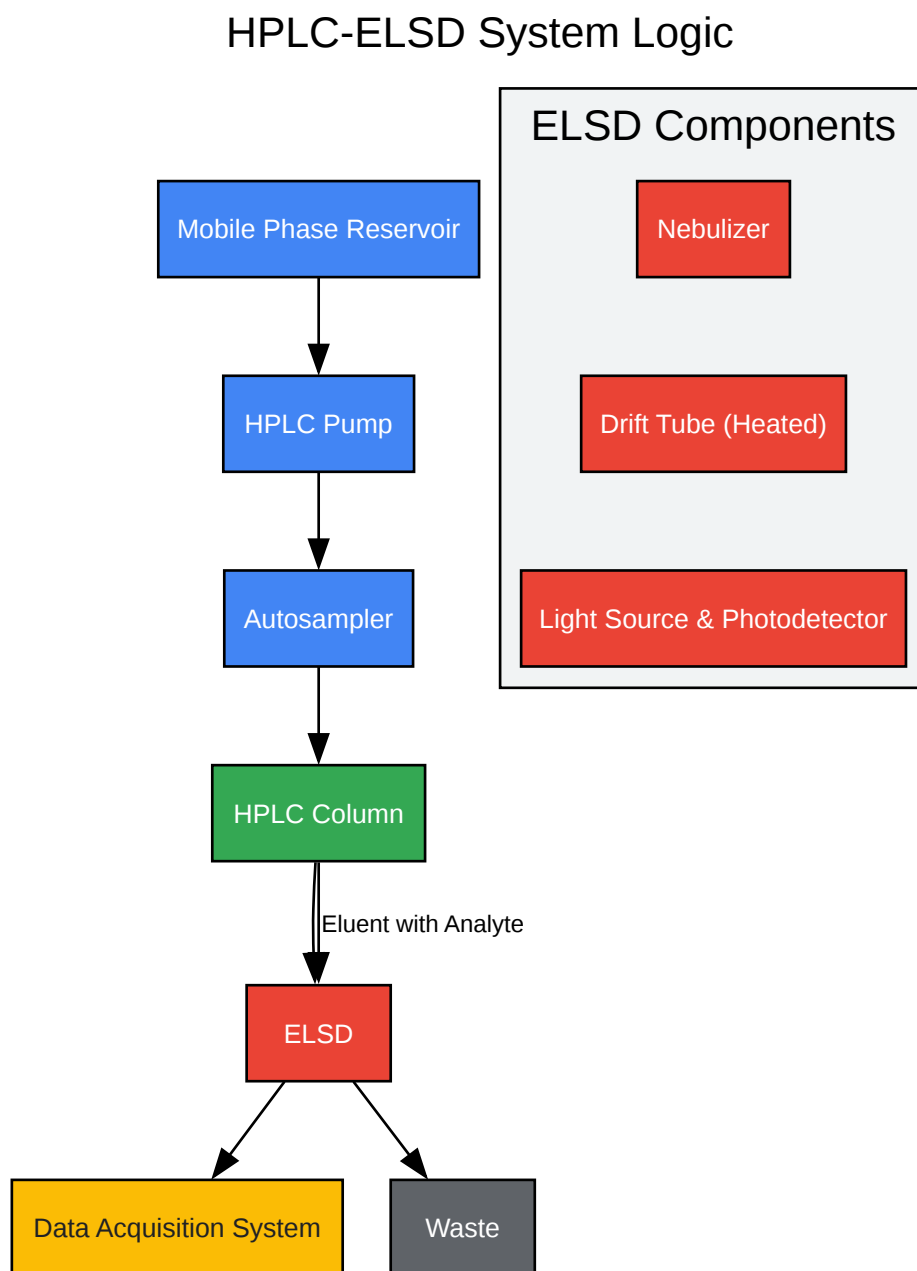 HPLC-ELSD System Logic
ELSD Components
Mobile Phase Reservoir
Nebulizer
HPLC Pump
Drift Tube (Heated)
Autosampler
Light Source & Photodetector
HPLC Column
Eluent with Analyte
ELSD
Data Acquisition System
Waste